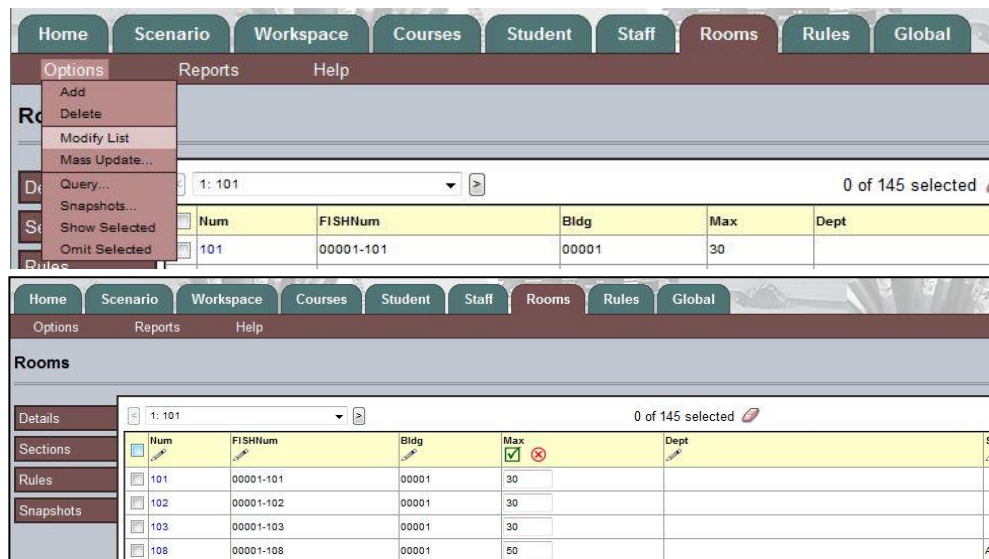 Home Scenario Workspace Courses Student Staff Rooms Rules Global
Options Reports Help
Add
Delete
Modify List
Mass Update...
Query...
Snapshots...
Show Selected
Omit Selected
< 1: 101 > 0 of 145 selected
Num FISHNum Bldg Max Dept
101 00001-101 00001 30
Rules
Home Scenario Workspace Courses Student Staff Rooms Rules Global
Options Reports Help
Rooms
Details
Sections
Rules
Snapshots
< 1: 101 > 0 of 145 selected
Num FISHNum Bldg Max Dept
101 00001-101 00001 30
102 00001-102 00001 30
103 00001-103 00001 30
108 00001-108 00001 50